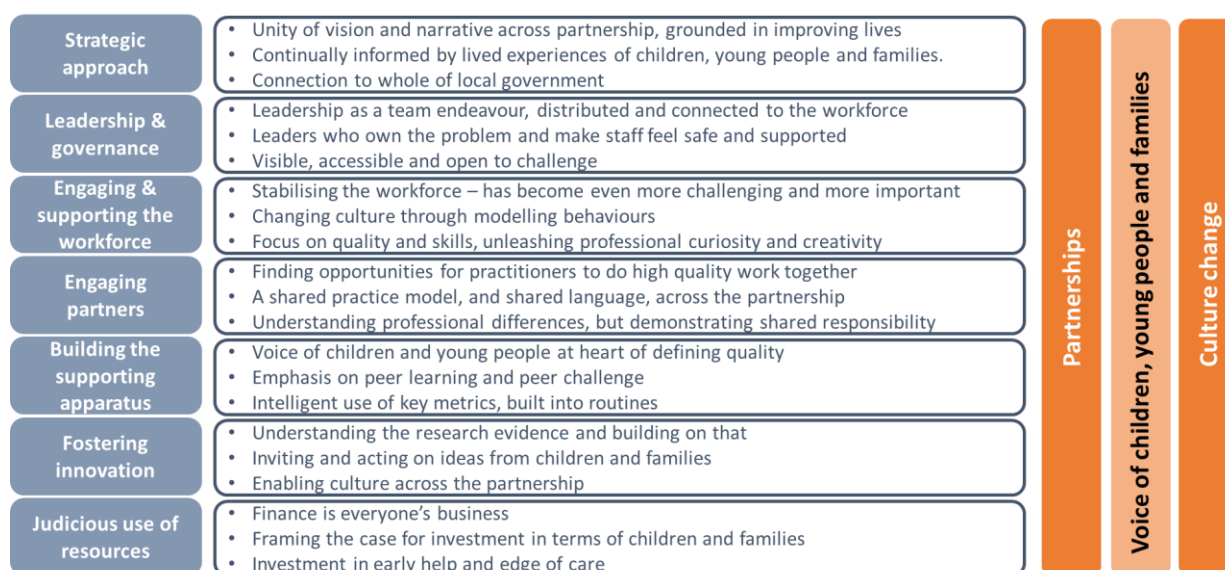 Strategic
approach
• Unity of vision and narrative across partnership, grounded in improving lives
• Continually informed by lived experiences of children, young people and families.
• Connection to whole of local government
Leadership &
governance
• Leadership as a team endeavour, distributed and connected to the workforce
• Leaders who own the problem and make staff feel safe and supported
• Visible, accessible and open to challenge
Engaging &
supporting the
workforce
• Stabilising the workforce – has become even more challenging and more important
• Changing culture through modelling behaviours
• Focus on quality and skills, unleashing professional curiosity and creativity
Engaging
partners
• Finding opportunities for practitioners to do high quality work together
• A shared practice model, and shared language, across the partnership
• Understanding professional differences, but demonstrating shared responsibility
Building the
supporting
apparatus
• Voice of children and young people at heart of defining quality
• Emphasis on peer learning and peer challenge
• Intelligent use of key metrics, built into routines
Fostering
innovation
• Understanding the research evidence and building on that
• Inviting and acting on ideas from children and families
• Enabling culture across the partnership
Judicious use of
resources
• Finance is everyone's business
• Framing the case for investment in terms of children and families
• Investment in early help and edge of care
Partnerships
Voice of children, young people and families
Culture change